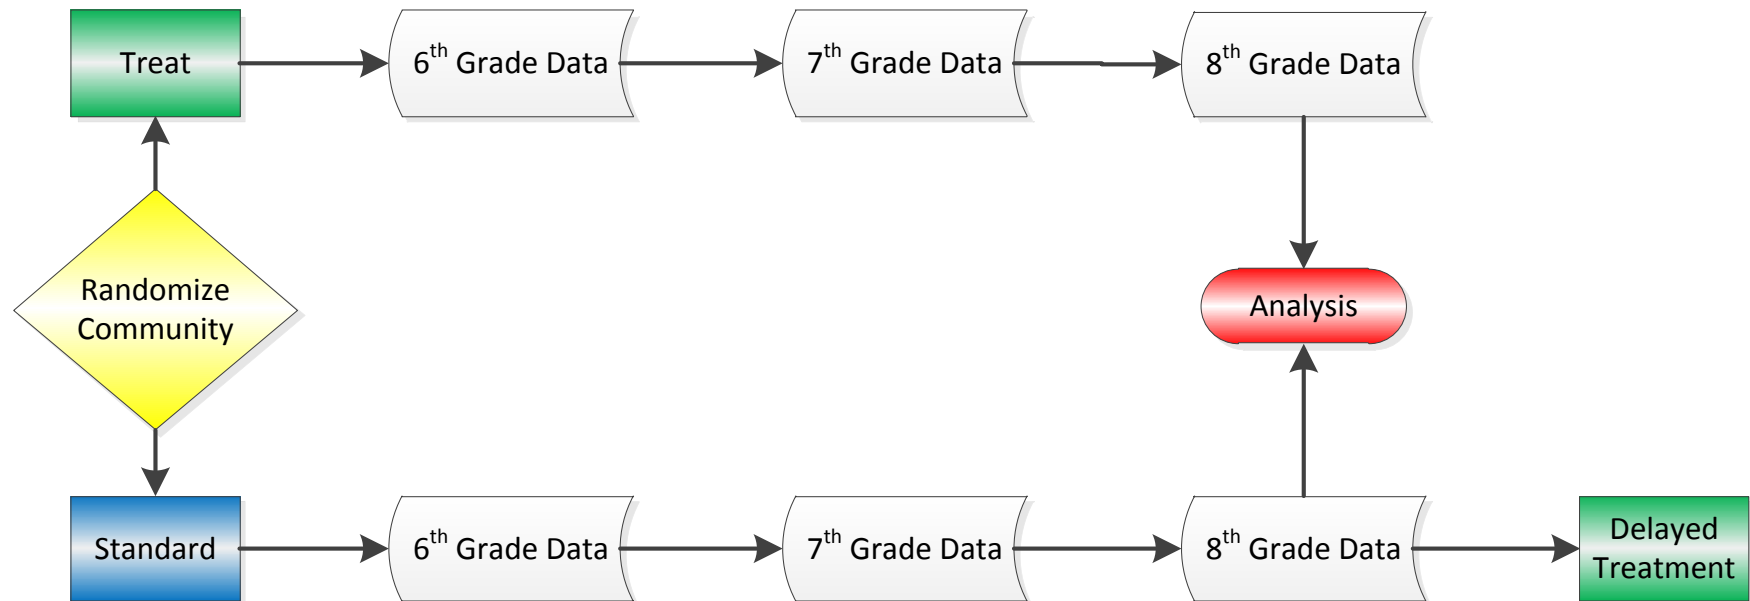 Treat
6th Grade Data
7th Grade Data
8th Grade Data
Randomize
Community
Analysis
Standard
6th Grade Data
7th Grade Data
8th Grade Data
Delayed
Treatment